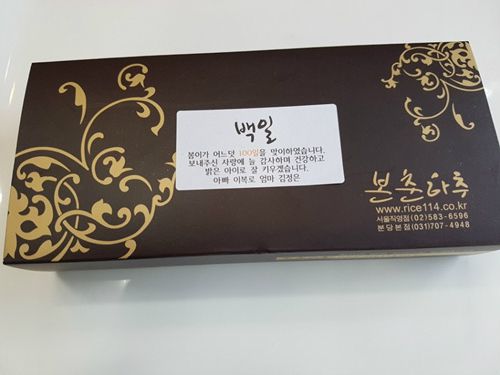 백일
봄이가 어느덧 100일을 맞이하였습니다.
보내주신 사랑에 늘 감사하며 건강하고
밝은 아이로 잘 키우겠습니다.
아빠 이복로 엄마 김정은
본춘다추
www.rice114.co.kr
서울직영점 (02)583-6596
분당본점 (031)707-4948